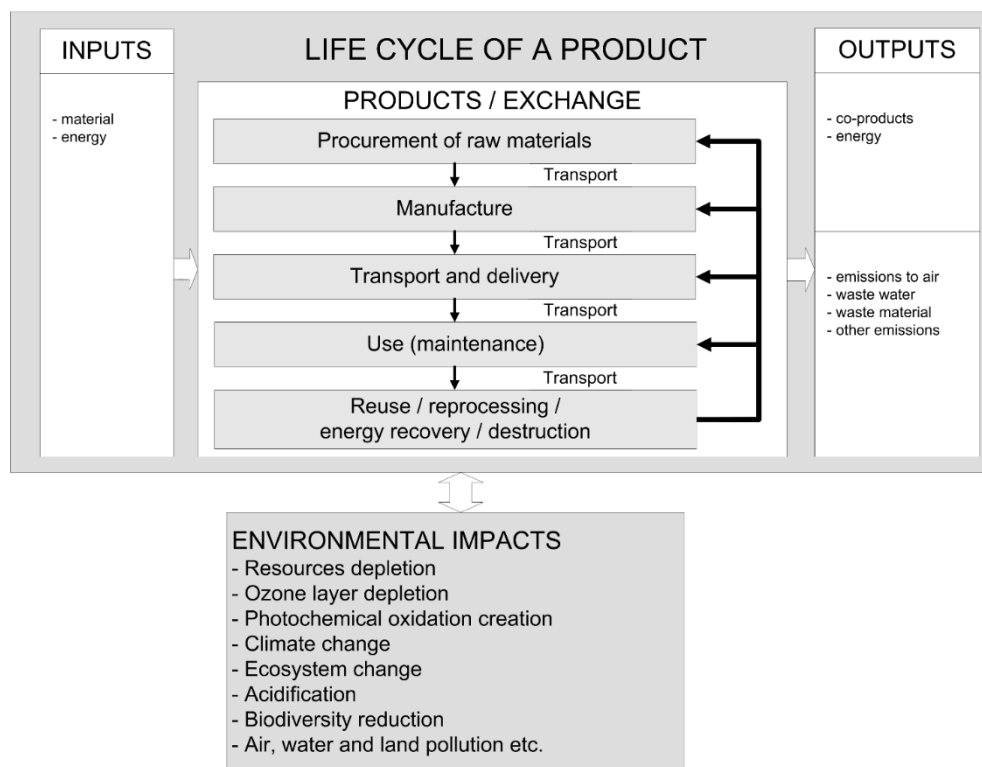 LIFE CYCLE OF A PRODUCT
INPUTS
- material
- energy
PRODUCTS / EXCHANGE
Procurement of raw materials
Transport
Manufacture
Transport
Transport and delivery
Transport
Use (maintenance)
Transport
Reuse / reprocessing /
energy recovery / destruction
OUTPUTS
- co-products
- energy
- emissions to air
- waste water
- waste material
- other emissions
ENVIRONMENTAL IMPACTS
- Resources depletion
- Ozone layer depletion
- Photochemical oxidation creation
- Climate change
- Ecosystem change
- Acidification
- Biodiversity reduction
- Air, water and land pollution etc.